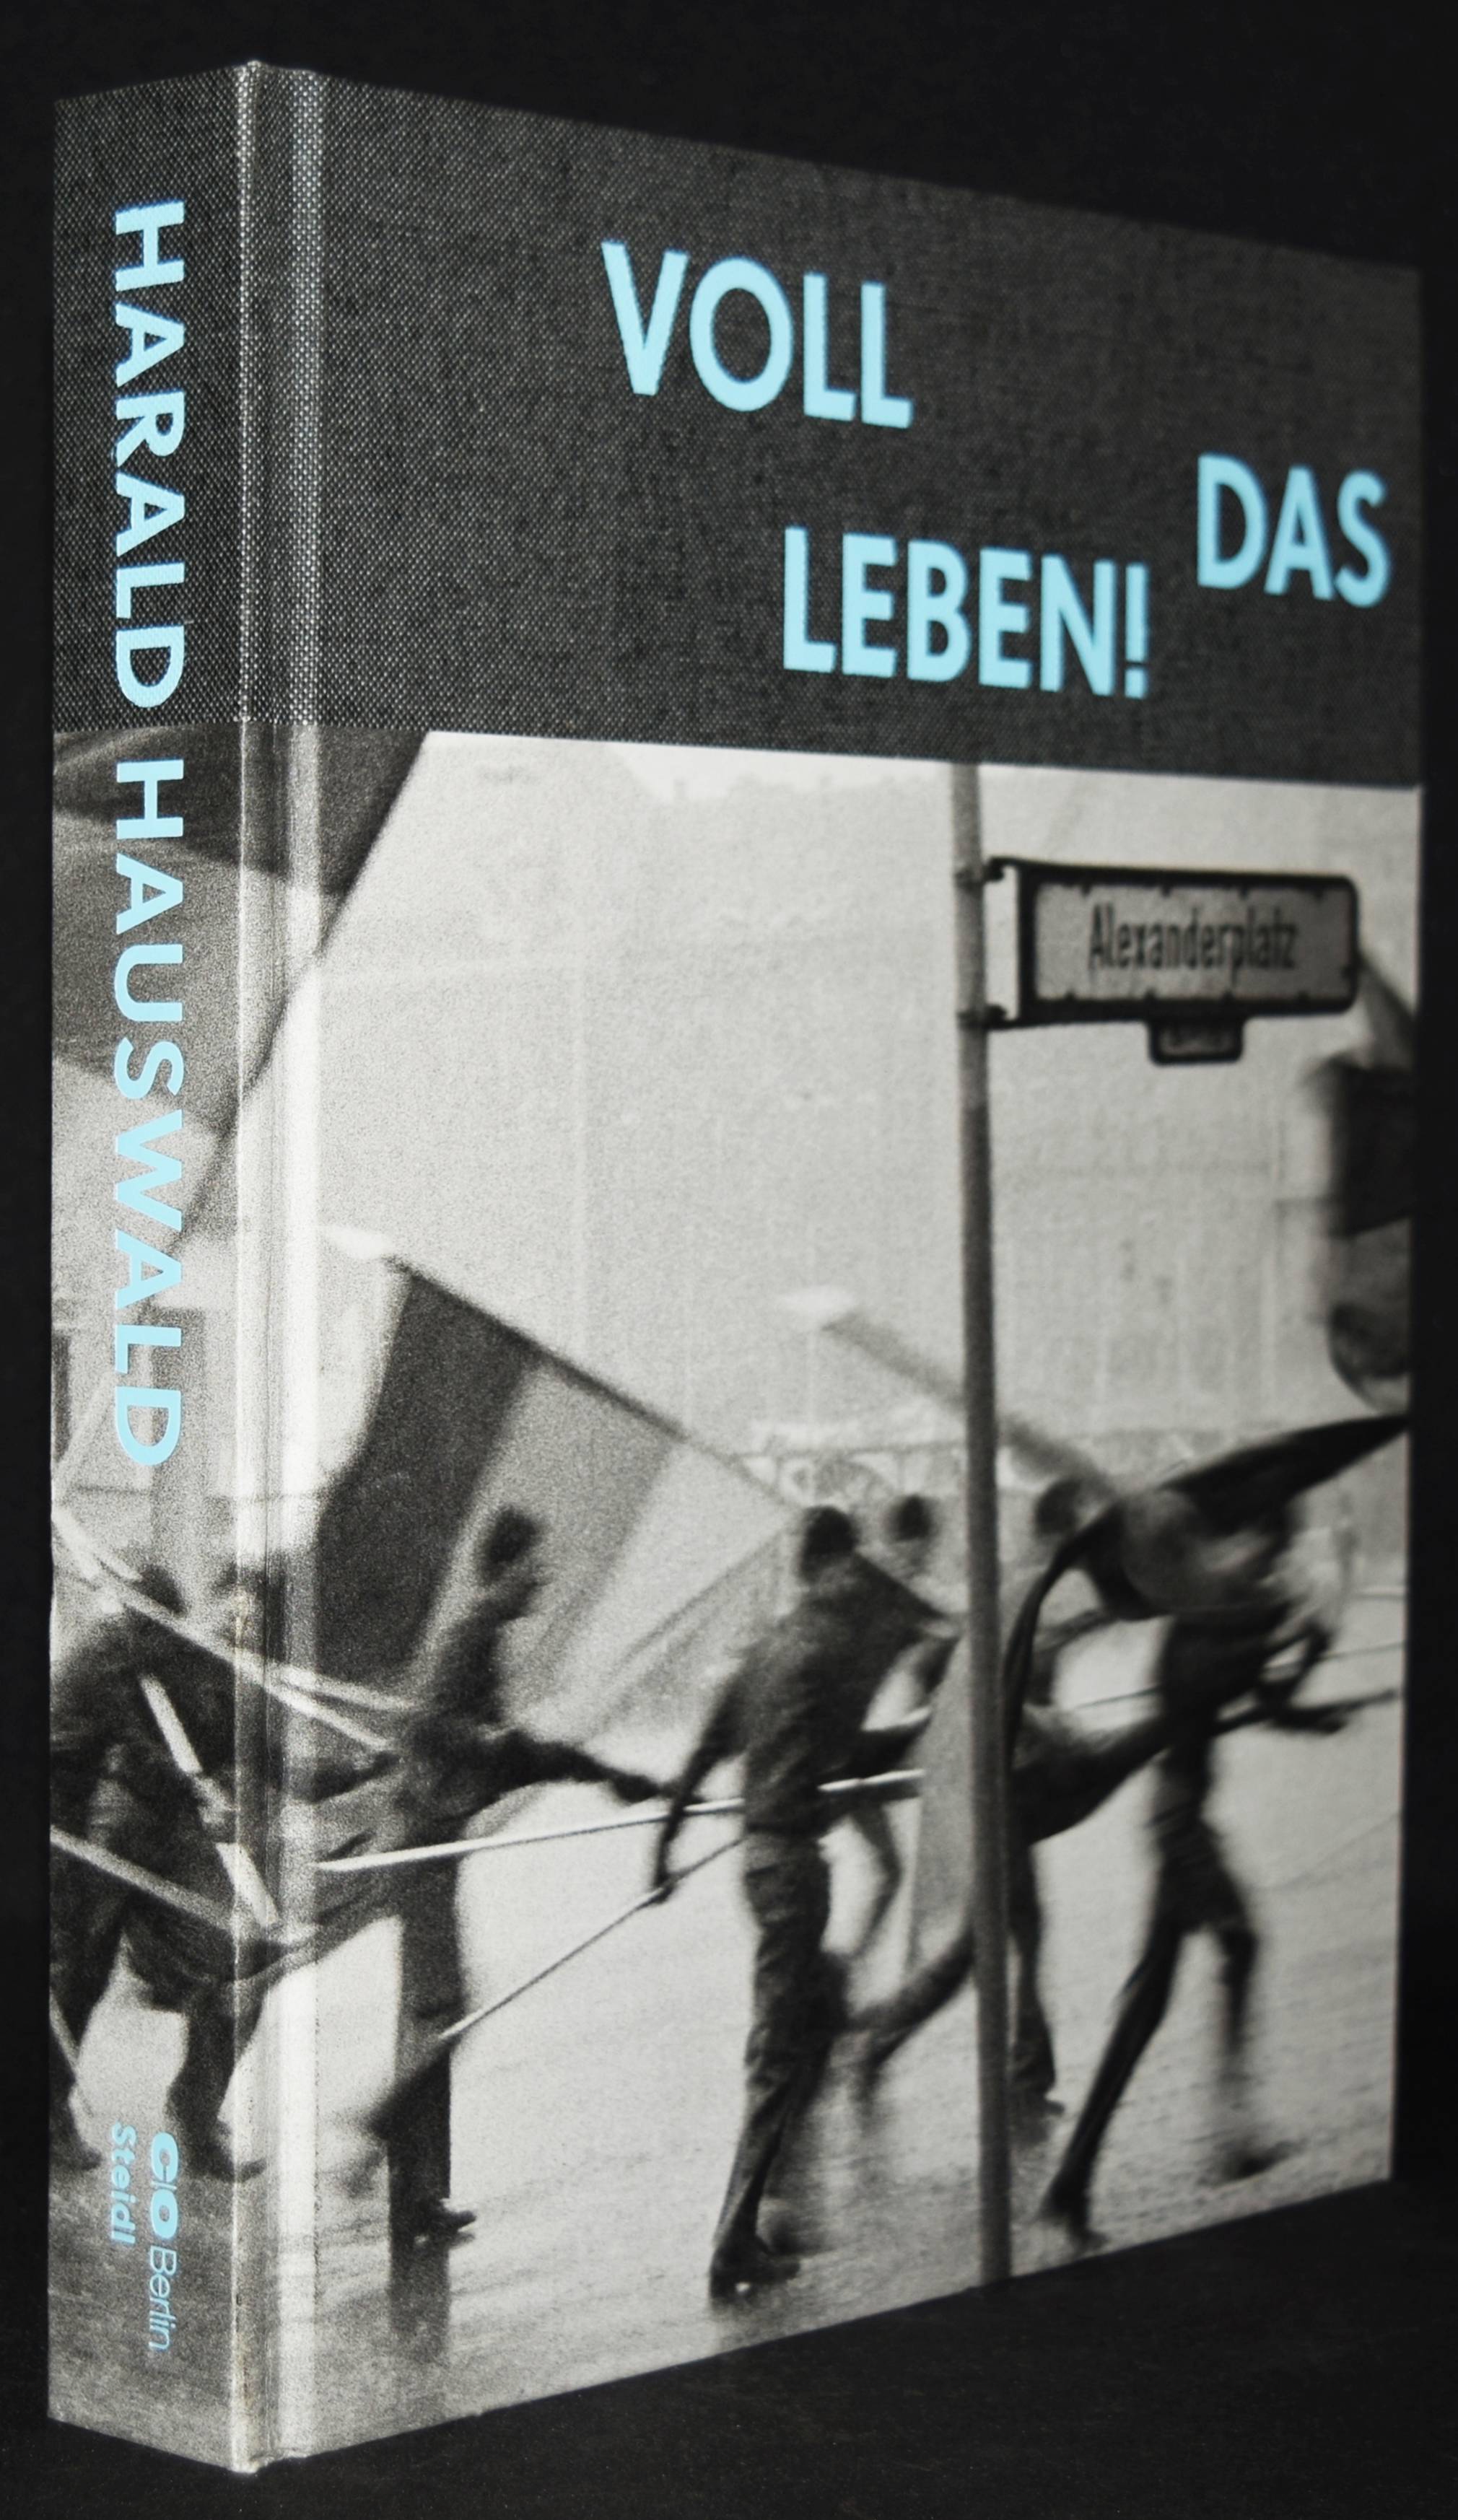 HARALD HAUSWALD
C/O Berlin
Steidl
VOLL
DAS
LEBEN!
Alexanderplatz